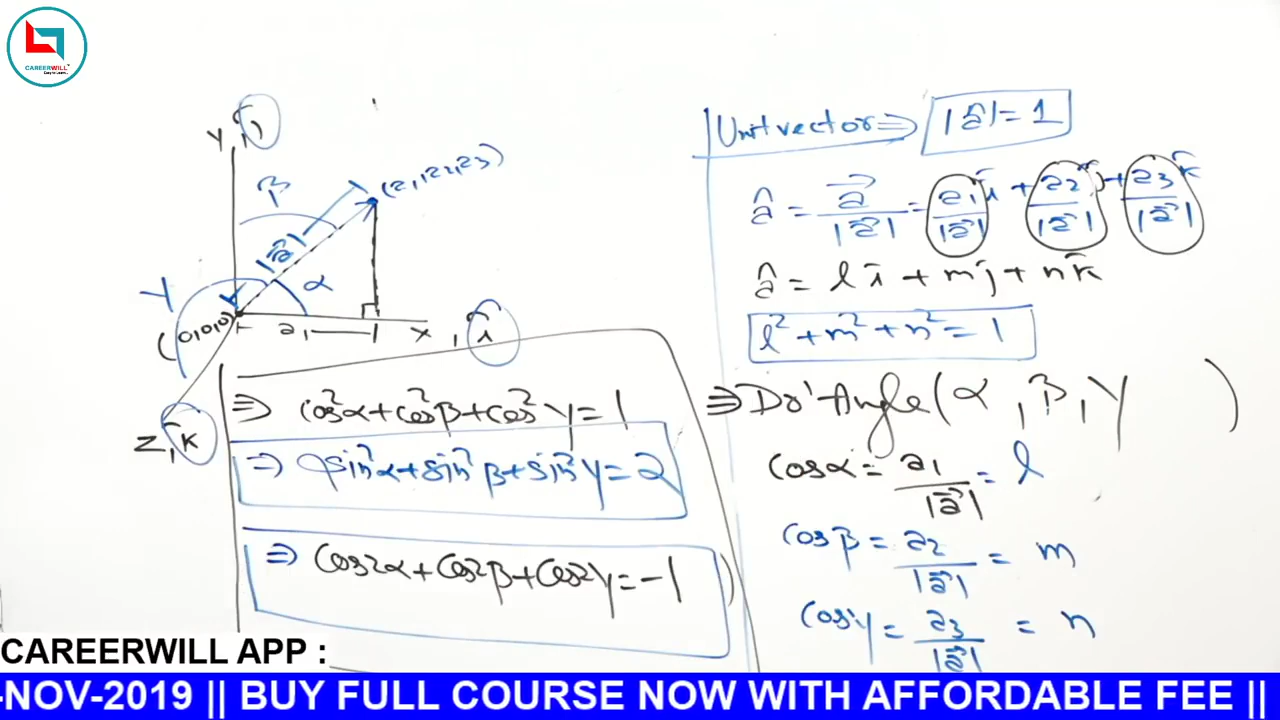 CAREERWILL
Y, ĵ
β
(a1, a2, a3)
|a⃗|
α
γ
(0,0,0)
a1
X, î
Z, k̂
⇒ cos²α + cos²β + cos²γ = 1
⇒ sin²α + sin²β + sin²γ = 2
⇒ cos2α + cos2β + cos2γ = -1
Unit vector ⇒ |â| = 1
â = a⃗/|a⃗| = a1/|a⃗| î + a2/|a⃗| ĵ + a3/|a⃗| k̂
â = l î + m ĵ + n k̂
l² + m² + n² = 1
⇒ Do' Angle (α, β, γ )
cosα = a1/|a⃗| = l
cosβ = a2/|a⃗| = m
cosγ = a3/|a⃗| = n
CAREERWILL APP :
-NOV-2019 || BUY FULL COURSE NOW WITH AFFORDABLE FEE ||